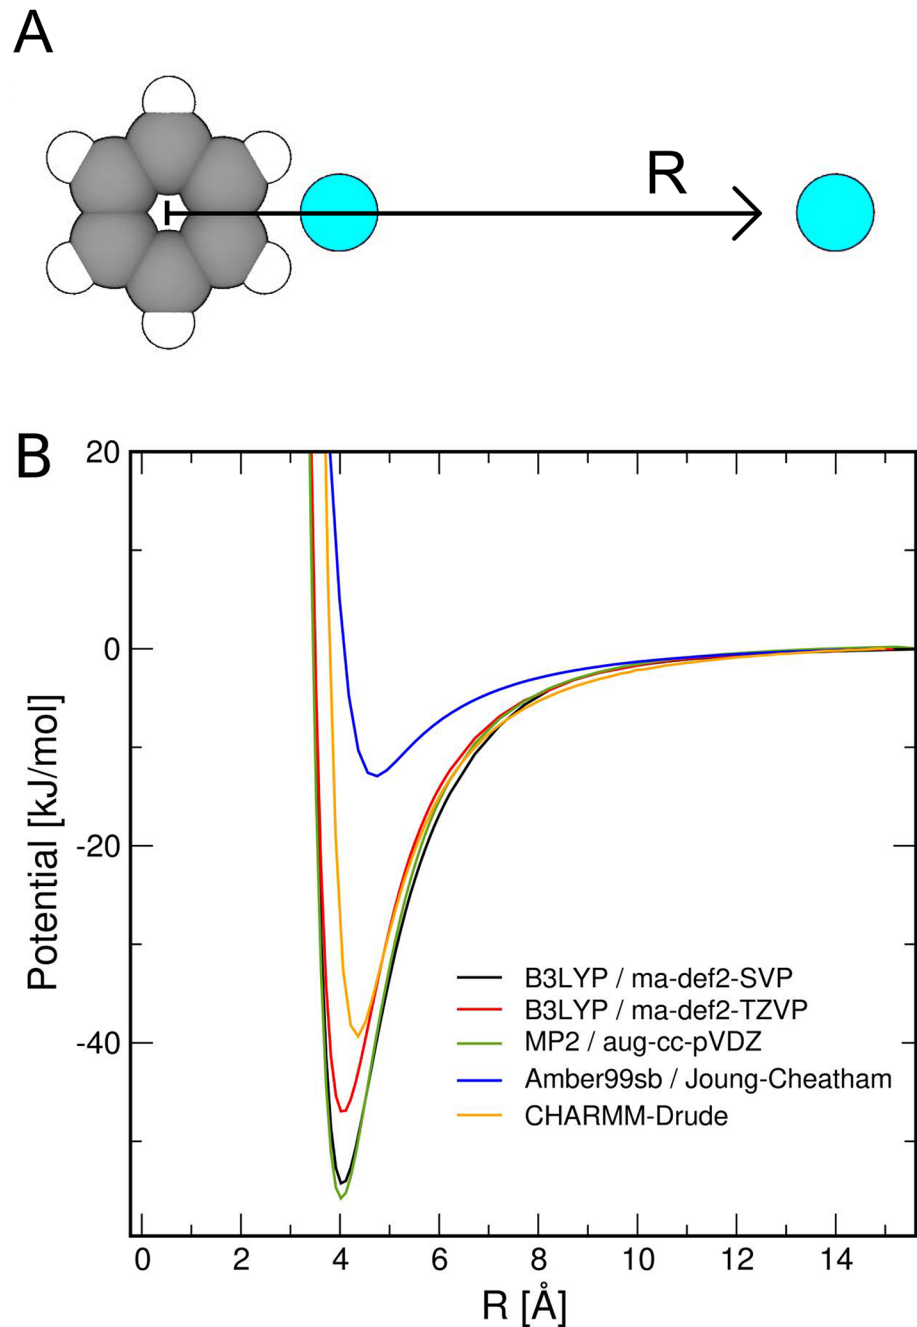 A
R
B
20
0
-20
-40
Potential [kJ/mol]
B3LYP / ma-def2-SVP
B3LYP / ma-def2-TZVP
MP2 / aug-cc-pVDZ
Amber99sb / Joung-Cheatham
CHARMM-Drude
0 2 4 6 8 10 12 14
R [Å]